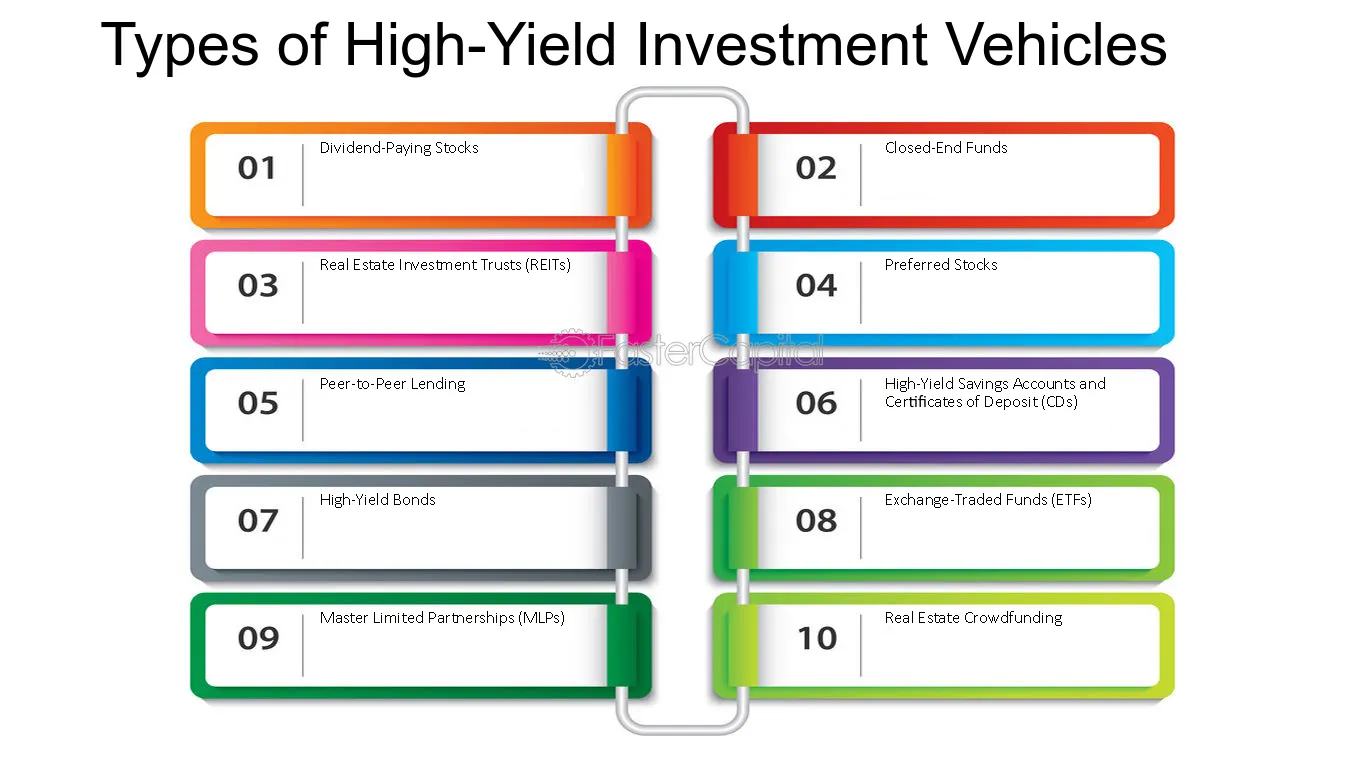 Types of High-Yield Investment Vehicles
01
Dividend-Paying Stocks
02
Closed-End Funds
03
Real Estate Investment Trusts (REITs)
04
Preferred Stocks
FasterCapital
05
Peer-to-Peer Lending
06
High-Yield Savings Accounts and
Certificates of Deposit (CDs)
07
High-Yield Bonds
08
Exchange-Traded Funds (ETFs)
09
Master Limited Partnerships (MLPs)
10
Real Estate Crowdfunding